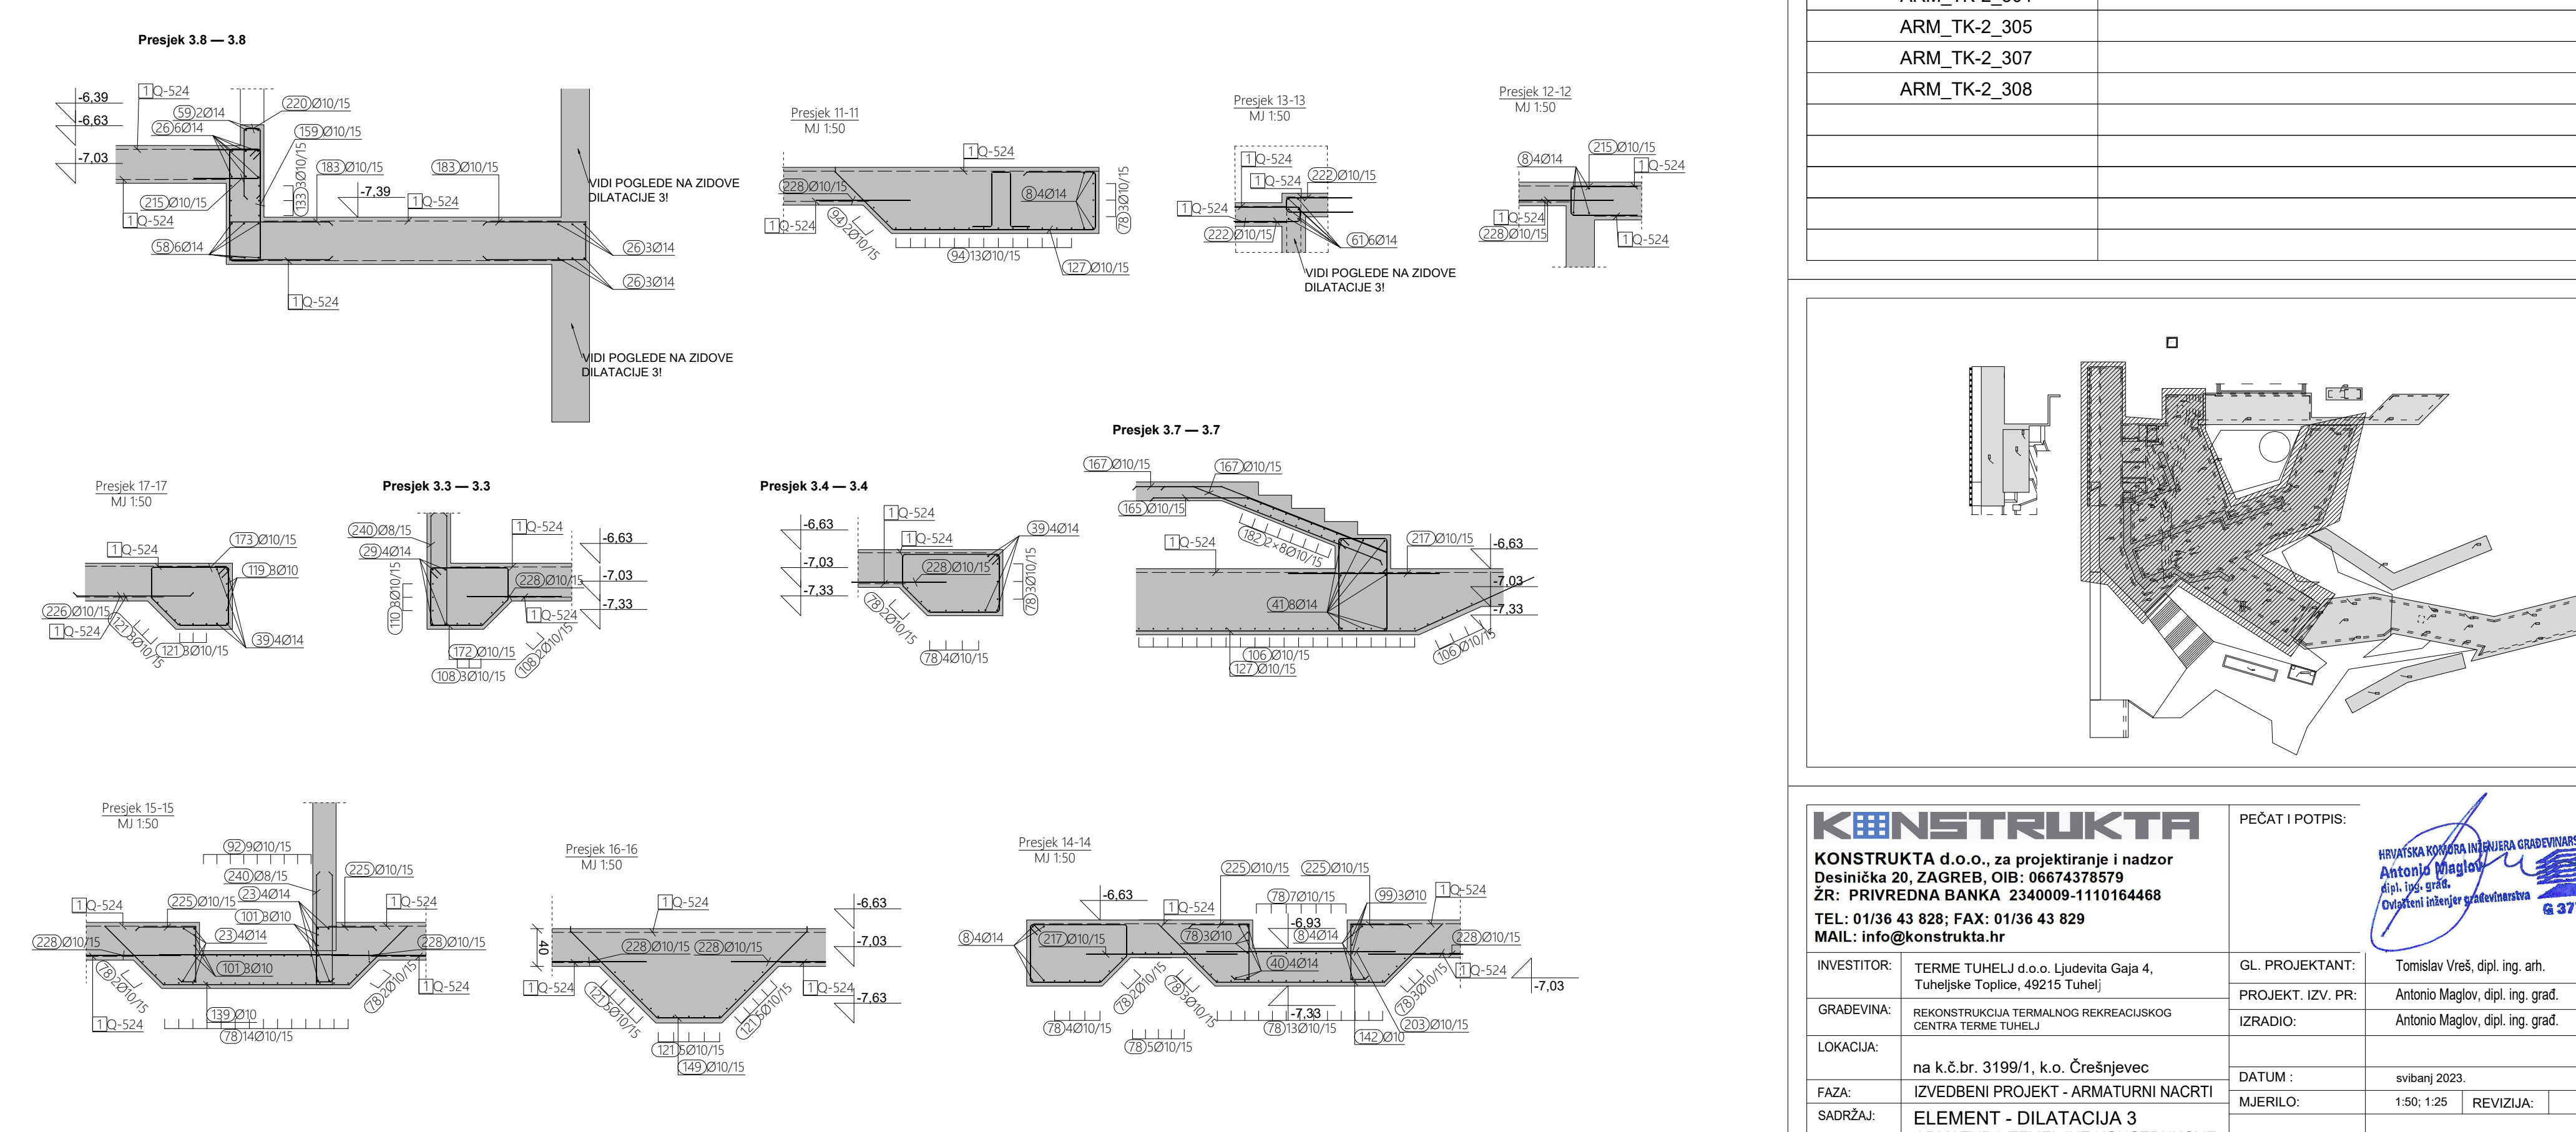 Presjek 3.8 — 3.8
-6,39
-6,63
-7,03
1 Q-524
59 2Ø14
26 6Ø14
220 Ø10/15
159 Ø10/15
133 3Ø10/15
183 Ø10/15
183 Ø10/15
-7,39
1 Q-524
215 Ø10/15
1 Q-524
58 6Ø14
1 Q-524
26 3Ø14
26 3Ø14
VIDI POGLEDE NA ZIDOVE
DILATACIJE 3!
VIDI POGLEDE NA ZIDOVE
DILATACIJE 3!
Presjek 11-11
MJ 1:50
1 Q-524
228 Ø10/15
8 4Ø14
78 3Ø10/15
1 Q-524
94 2Ø10/15
94 13Ø10/15
127 Ø10/15
Presjek 13-13
MJ 1:50
1 Q-524
1 Q-524
222 Ø10/15
1 Q-524
222 Ø10/15
61 6Ø14
VIDI POGLEDE NA ZIDOVE
DILATACIJE 3!
Presjek 12-12
MJ 1:50
215 Ø10/15
8 4Ø14
1 Q-524
1 Q-524
228 Ø10/15
1 Q-524
Presjek 17-17
MJ 1:50
173 Ø10/15
1 Q-524
119 3Ø10
226 Ø10/15
1 Q-524
121 3Ø10/15
121 3Ø10/15
39 4Ø14
Presjek 3.3 — 3.3
240 Ø8/15
1 Q-524
29 4Ø14
-6,63
-7,03
-7,33
228 Ø10/15
110 3Ø10/15
1 Q-524
172 Ø10/15
108 3Ø10/15
108 2Ø10/15
Presjek 3.4 — 3.4
1 Q-524
-6,63
-7,03
-7,33
1 Q-524
39 4Ø14
228 Ø10/15
78 3Ø10/15
78 2Ø10/15
78 4Ø10/15
Presjek 3.7 — 3.7
167 Ø10/15
167 Ø10/15
165 Ø10/15
182 2×8Ø10/15
1 Q-524
217 Ø10/15
-6,63
-7,03
-7,33
41 8Ø14
106 Ø10/15
127 Ø10/15
106 Ø10/15
Presjek 15-15
MJ 1:50
92 9Ø10/15
240 Ø8/15
225 Ø10/15
23 4Ø14
1 Q-524
225 Ø10/15
1 Q-524
101 3Ø10
23 4Ø14
228 Ø10/15
228 Ø10/15
101 3Ø10
78 2Ø10/15
78 2Ø10/15
1 Q-524
139 Ø10
1 Q-524
78 14Ø10/15
Presjek 16-16
MJ 1:50
1 Q-524
-6,63
-7,03
-7,63
40
228 Ø10/15
228 Ø10/15
1 Q-524
1 Q-524
121 5Ø10/15
121 5Ø10/15
121 5Ø10/15
149 Ø10/15
Presjek 14-14
MJ 1:50
225 Ø10/15
225 Ø10/15
-6,63
78 7Ø10/15
99 3Ø10
1 Q-524
1 Q-524
-6,93
8 4Ø14
217 Ø10/15
78 3Ø10
8 4Ø14
228 Ø10/15
40 4Ø14
1 Q-524
-7,03
78 2Ø10/15
78 3Ø10/15
78 3Ø10/15
-7,33
78 4Ø10/15
78 13Ø10/15
203 Ø10/15
78 5Ø10/15
142 Ø10
ARM_TK-2_305
ARM_TK-2_307
ARM_TK-2_308
KONSTRUKTA
KONSTRUKTA d.o.o., za projektiranje i nadzor
Desinička 20, ZAGREB, OIB: 06674378579
ŽR: PRIVREDNA BANKA 2340009-1110164468
TEL: 01/36 43 828; FAX: 01/36 43 829
MAIL: info@konstrukta.hr
PEČAT I POTPIS:
HRVATSKA KOMORA INŽENJERA GRAĐEVINARS
Antonio Maglov
dipl. ing. građ.
Ovlašteni inženjer građevinarstva
G 37
INVESTITOR: TERME TUHELJ d.o.o. Ljudevita Gaja 4,
Tuheljske Toplice, 49215 Tuhelj
GRAĐEVINA: REKONSTRUKCIJA TERMALNOG REKREACIJSKOG
CENTRA TERME TUHELJ
LOKACIJA:
na k.č.br. 3199/1, k.o. Črešnjevec
FAZA: IZVEDBENI PROJEKT - ARMATURNI NACRTI
SADRŽAJ: ELEMENT - DILATACIJA 3
GL. PROJEKTANT: Tomislav Vreš, dipl. ing. arh.
PROJEKT. IZV. PR: Antonio Maglov, dipl. ing. građ.
IZRADIO: Antonio Maglov, dipl. ing. građ.
DATUM : svibanj 2023.
MJERILO: 1:50; 1:25 REVIZIJA: